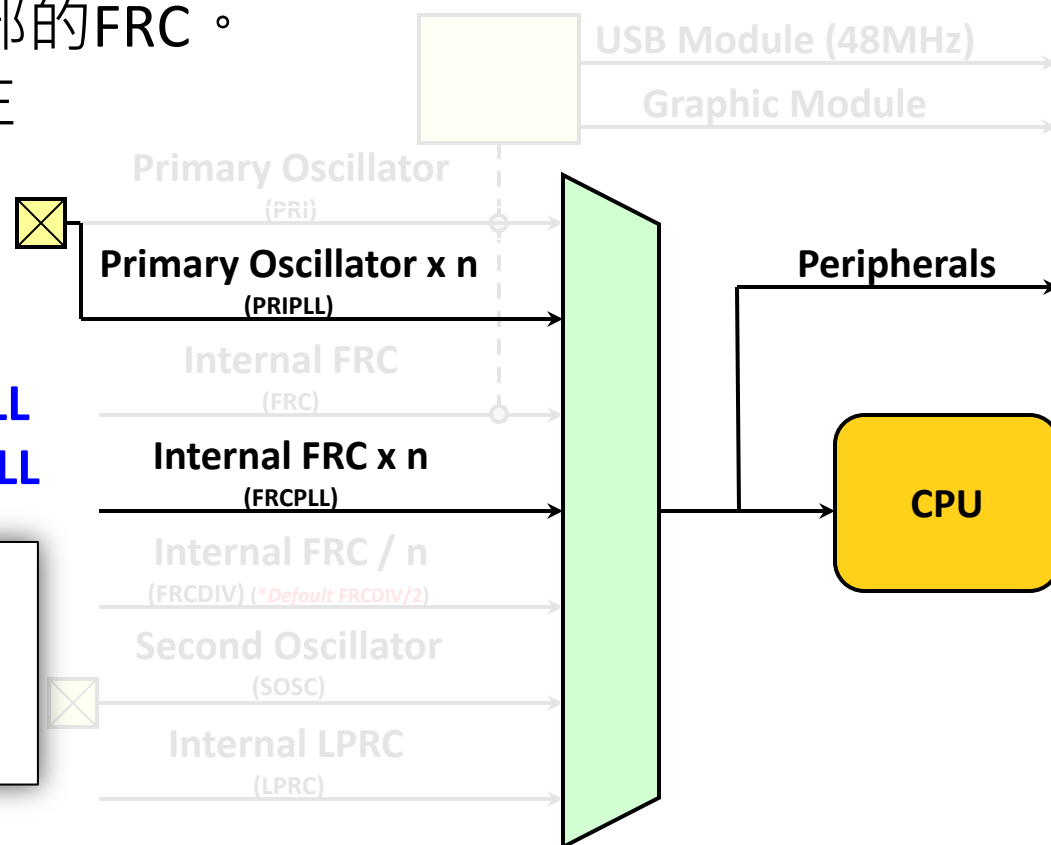 部的FRC。
USB Module (48MHz)
Graphic Module
Primary Oscillator
(PRI)
Primary Oscillator x n
(PRIPLL)
Peripherals
Internal FRC
(FRC)
LL
Internal FRC x n
LL
(FRCPLL)
CPU
Internal FRC / n
(FRCDIV) (*Default FRCDIV/2)
Second Oscillator
(SOSC)
Internal LPRC
(LPRC)